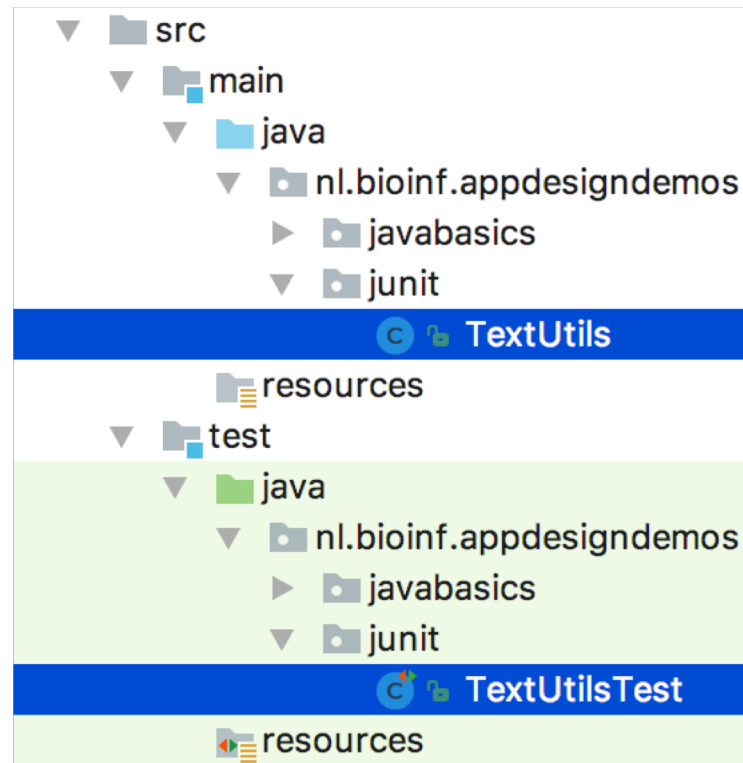 src
main
java
nl.bioinf.appdesigndemos
javabasics
junit
C TextUtils
resources
test
java
nl.bioinf.appdesigndemos
javabasics
junit
C TextUtilsTest
resources